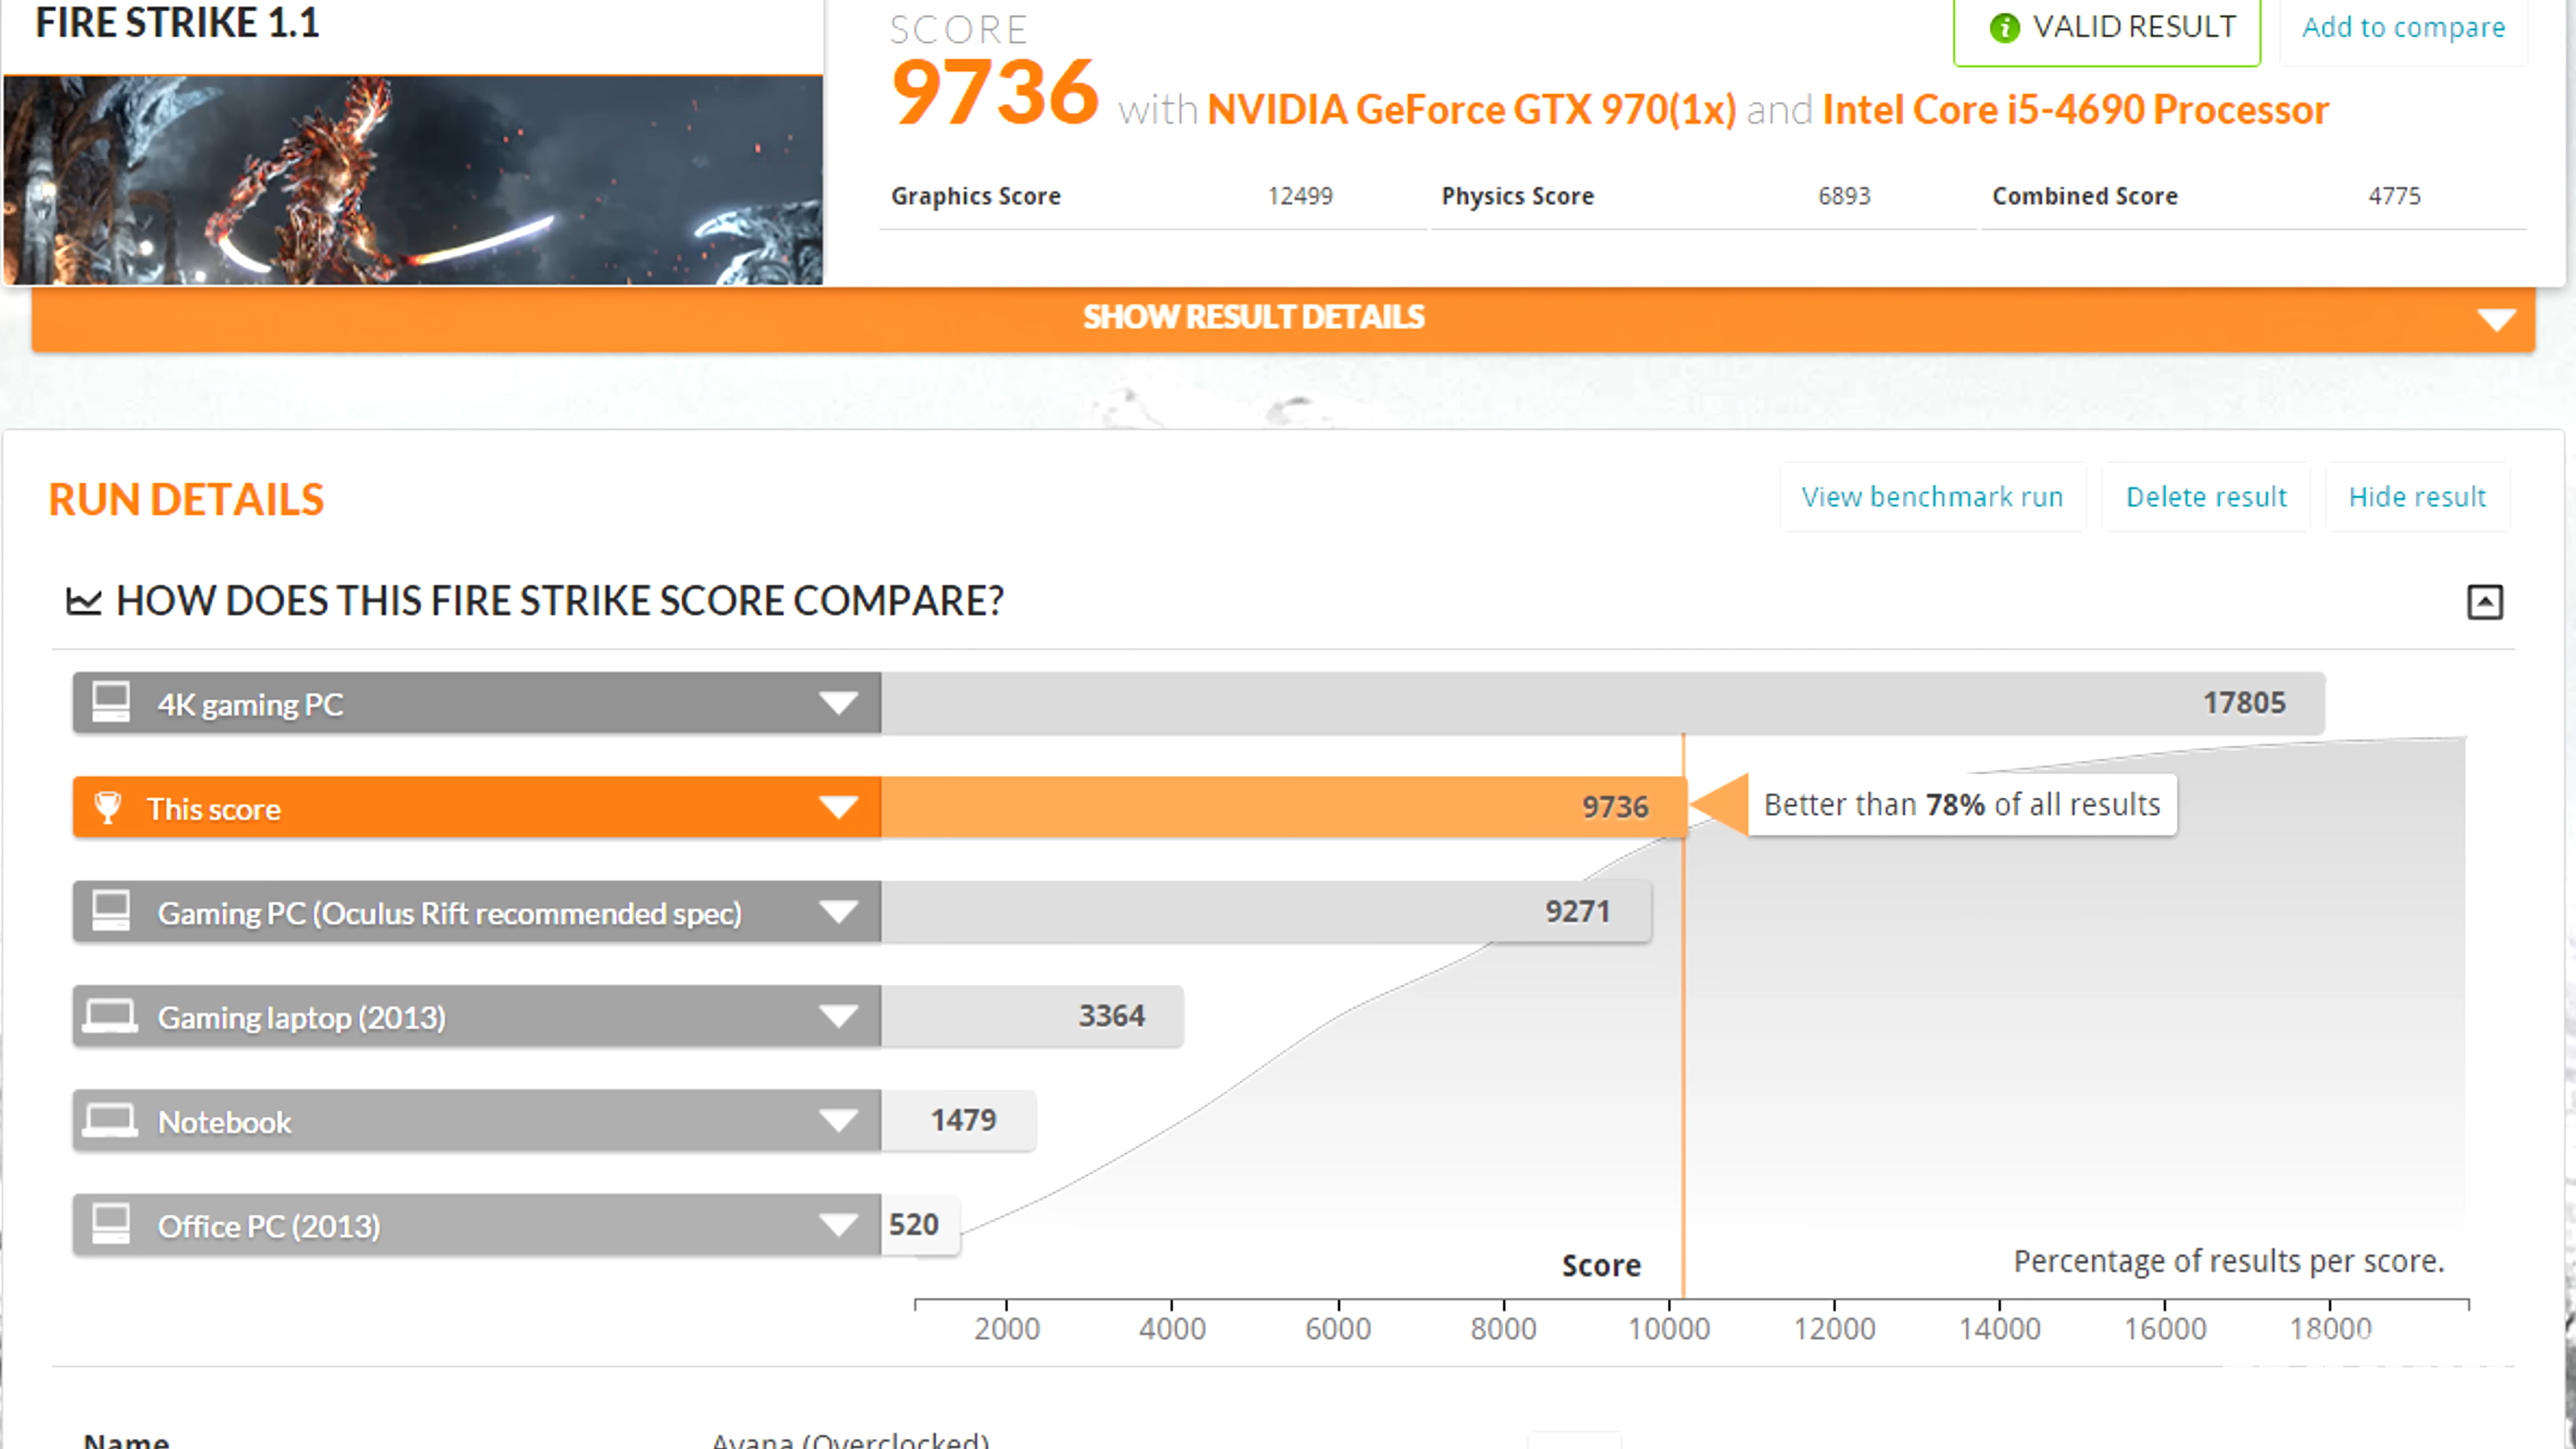 FIRE STRIKE 1.1
SCORE
VALID RESULT
Add to compare
9736 with NVIDIA GeForce GTX 970(1x) and Intel Core i5-4690 Processor
Graphics Score 12499 Physics Score 6893 Combined Score 4775
SHOW RESULT DETAILS
RUN DETAILS
View benchmark run
Delete result
Hide result
HOW DOES THIS FIRE STRIKE SCORE COMPARE?
4K gaming PC 17805
This score 9736
Better than 78% of all results
Gaming PC (Oculus Rift recommended spec) 9271
Gaming laptop (2013) 3364
Notebook 1479
Office PC (2013) 520
Score
Percentage of results per score.
2000 4000 6000 8000 10000 12000 14000 16000 18000
Name Ayana (Overclocked)